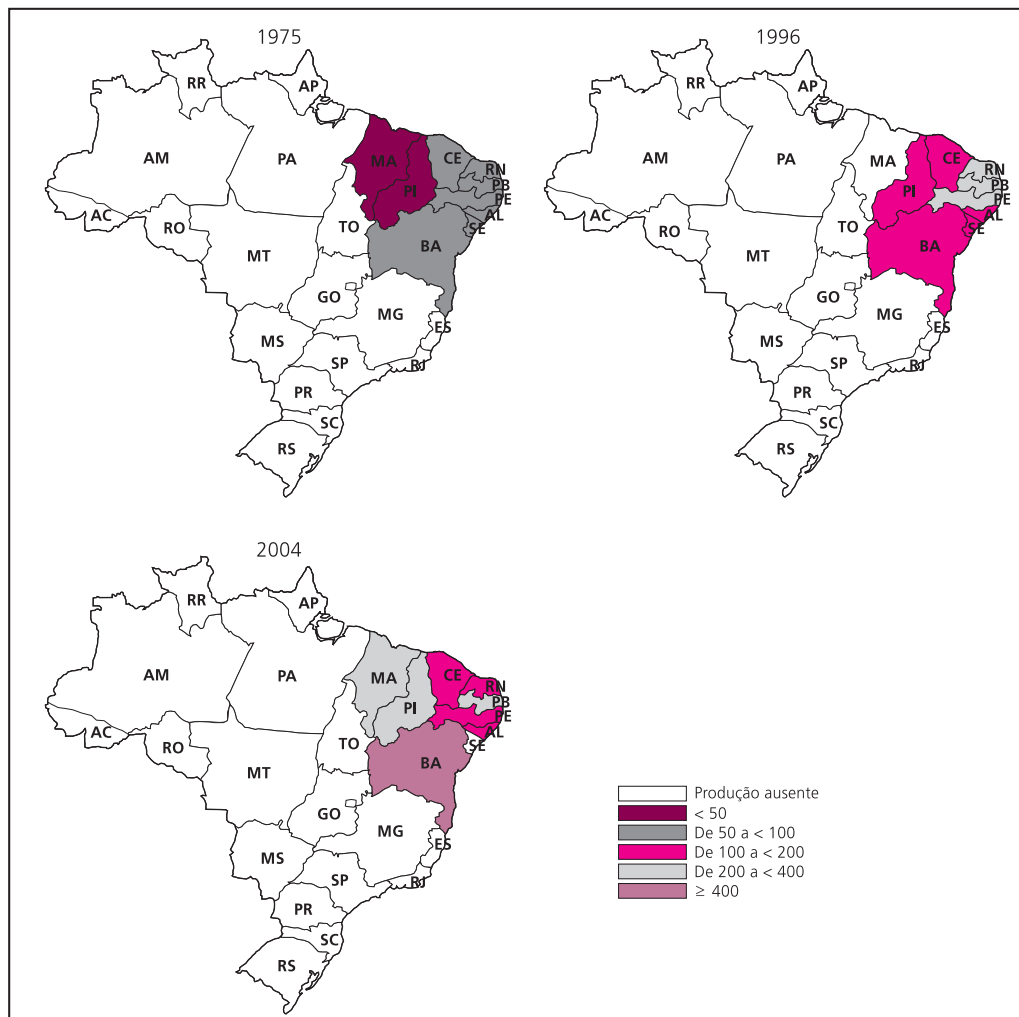 1975
RR
AP
AM
PA
MA
CE
RN
PB
PE
AL
SE
PI
AC
RO
TO
MT
BA
GO
MG
ES
MS
SP
RJ
PR
SC
RS
1996
RR
AP
AM
PA
MA
CE
RN
PB
PE
AL
SE
PI
AC
RO
TO
MT
BA
GO
MG
ES
MS
SP
RJ
PR
SC
RS
2004
RR
AP
AM
PA
MA
CE
RN
PB
PE
AL
SE
PI
AC
RO
TO
MT
BA
GO
MG
ES
MS
SP
RJ
PR
SC
RS
Produção ausente
< 50
De 50 a < 100
De 100 a < 200
De 200 a < 400
≥ 400